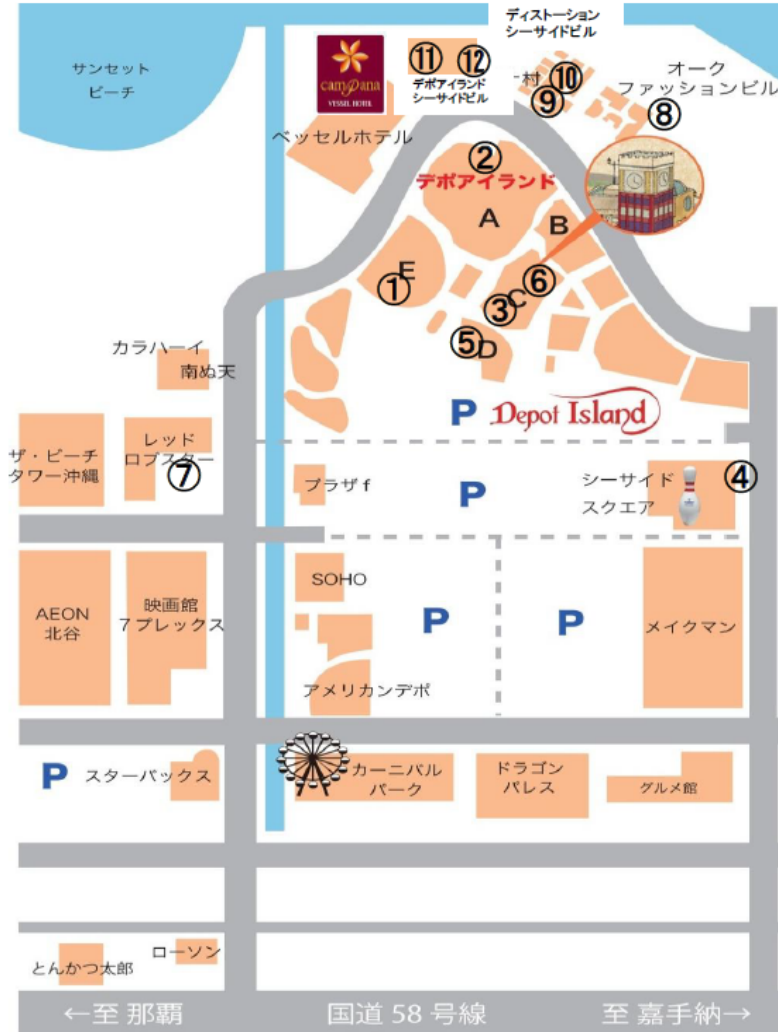 ディストーション
シーサイドビル
サンセット
ビーチ
campana
VESSEL HOTEL
⑪
⑫
デポアイランド
シーサイドビル
村
⑩
⑨
オーク
ファッションビル
⑧
ベッセルホテル
②
デポアイランド
A
B
E
①
⑥
③
C
⑤
D
カラハーイ
南ぬ天
P
Depot Island
ザ・ビーチ
タワー沖縄
レッド
ロブスター
⑦
プラザf
P
シーサイド
スクエア
④
AEON
北谷
映画館
7プレックス
SOHO
P
P
メイクマン
アメリカンデポ
P
スターバックス
カーニバル
パーク
ドラゴン
パレス
グルメ館
とんかつ太郎
ローソン
←至 那覇
国道 58 号線
至 嘉手納→